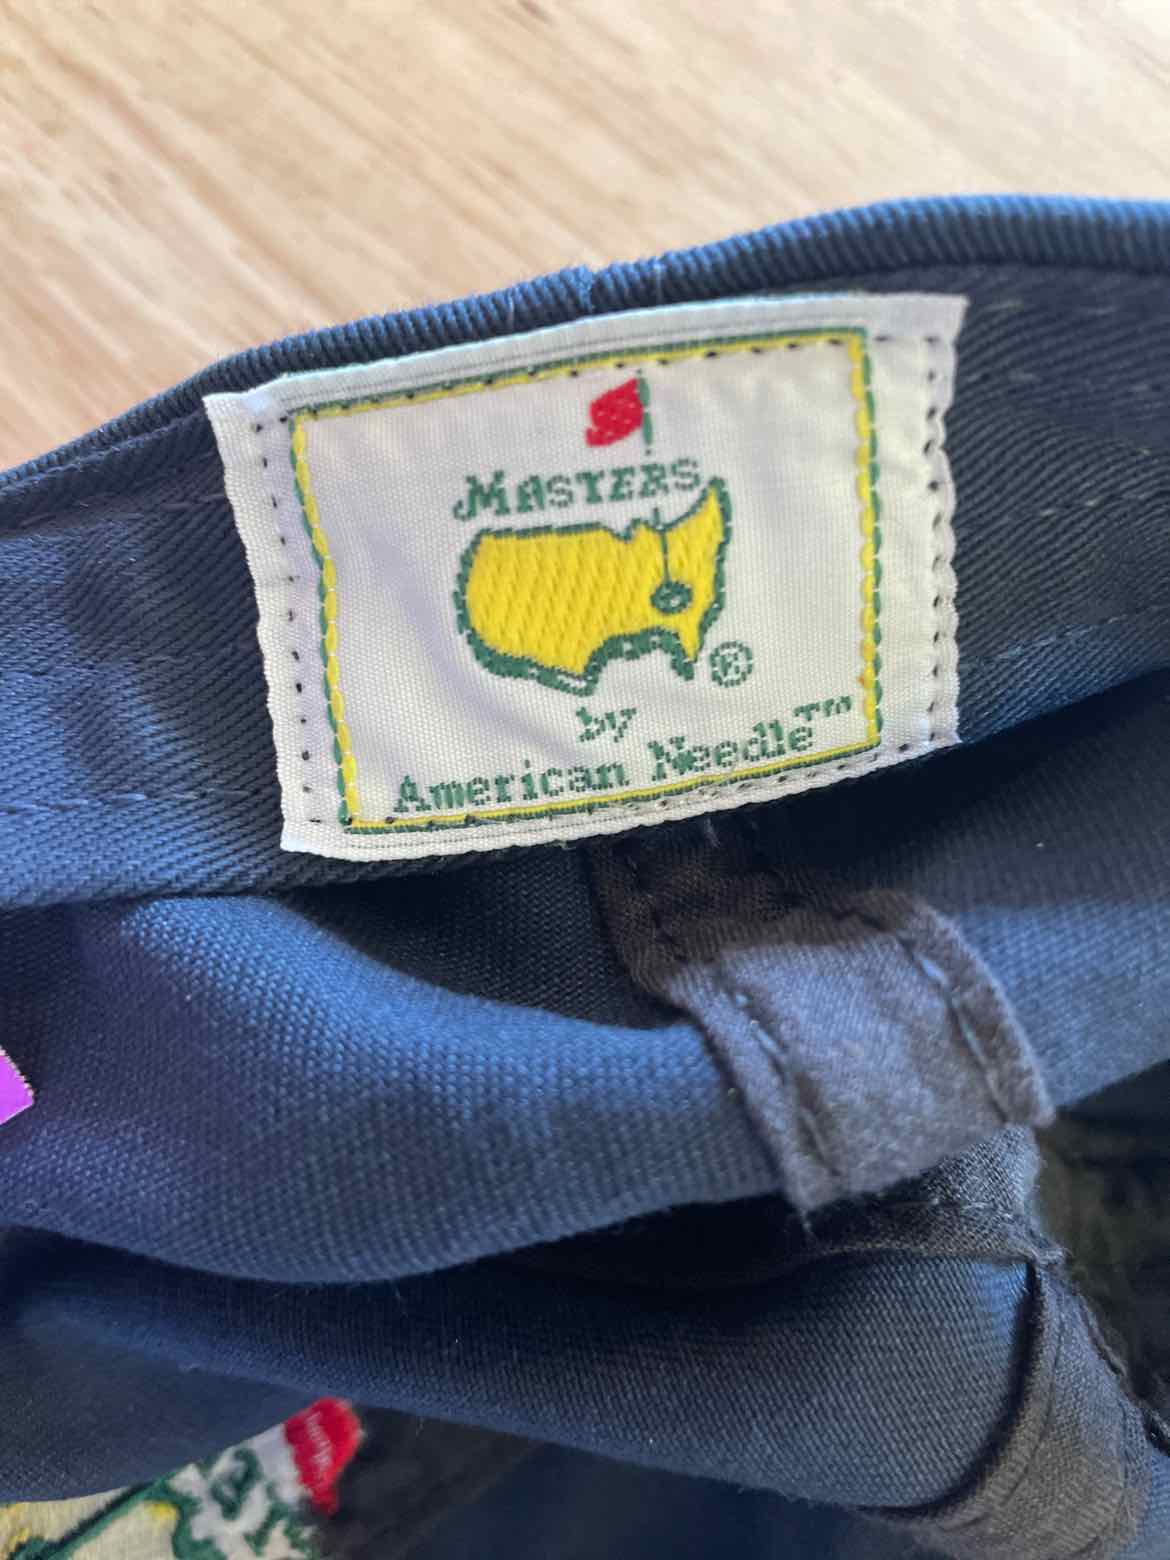 MASTERS
®
by
American Needle™